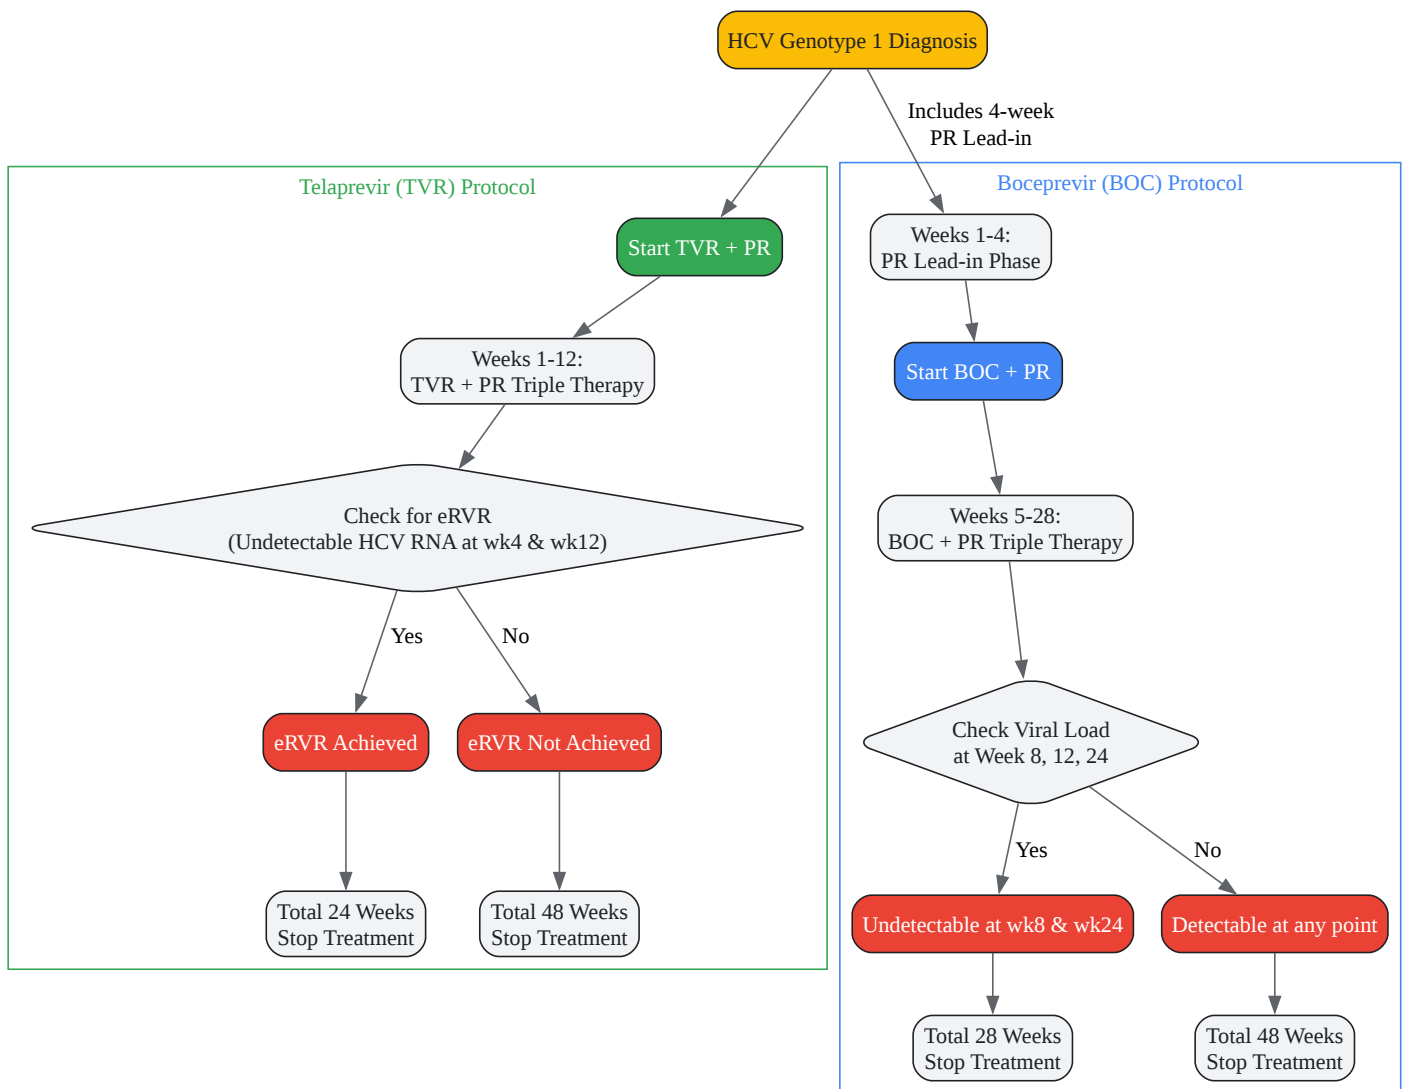 HCV Genotype 1 Diagnosis
Includes 4-week
PR Lead-in
Telaprevir (TVR) Protocol
Start TVR + PR
Weeks 1-12:
TVR + PR Triple Therapy
Check for eRVR
(Undetectable HCV RNA at wk4 & wk12)
Yes
No
eRVR Achieved
eRVR Not Achieved
Total 24 Weeks
Stop Treatment
Total 48 Weeks
Stop Treatment
Boceprevir (BOC) Protocol
Weeks 1-4:
PR Lead-in Phase
Start BOC + PR
Weeks 5-28:
BOC + PR Triple Therapy
Check Viral Load
at Week 8, 12, 24
Yes
No
Undetectable at wk8 & wk24
Detectable at any point
Total 28 Weeks
Stop Treatment
Total 48 Weeks
Stop Treatment